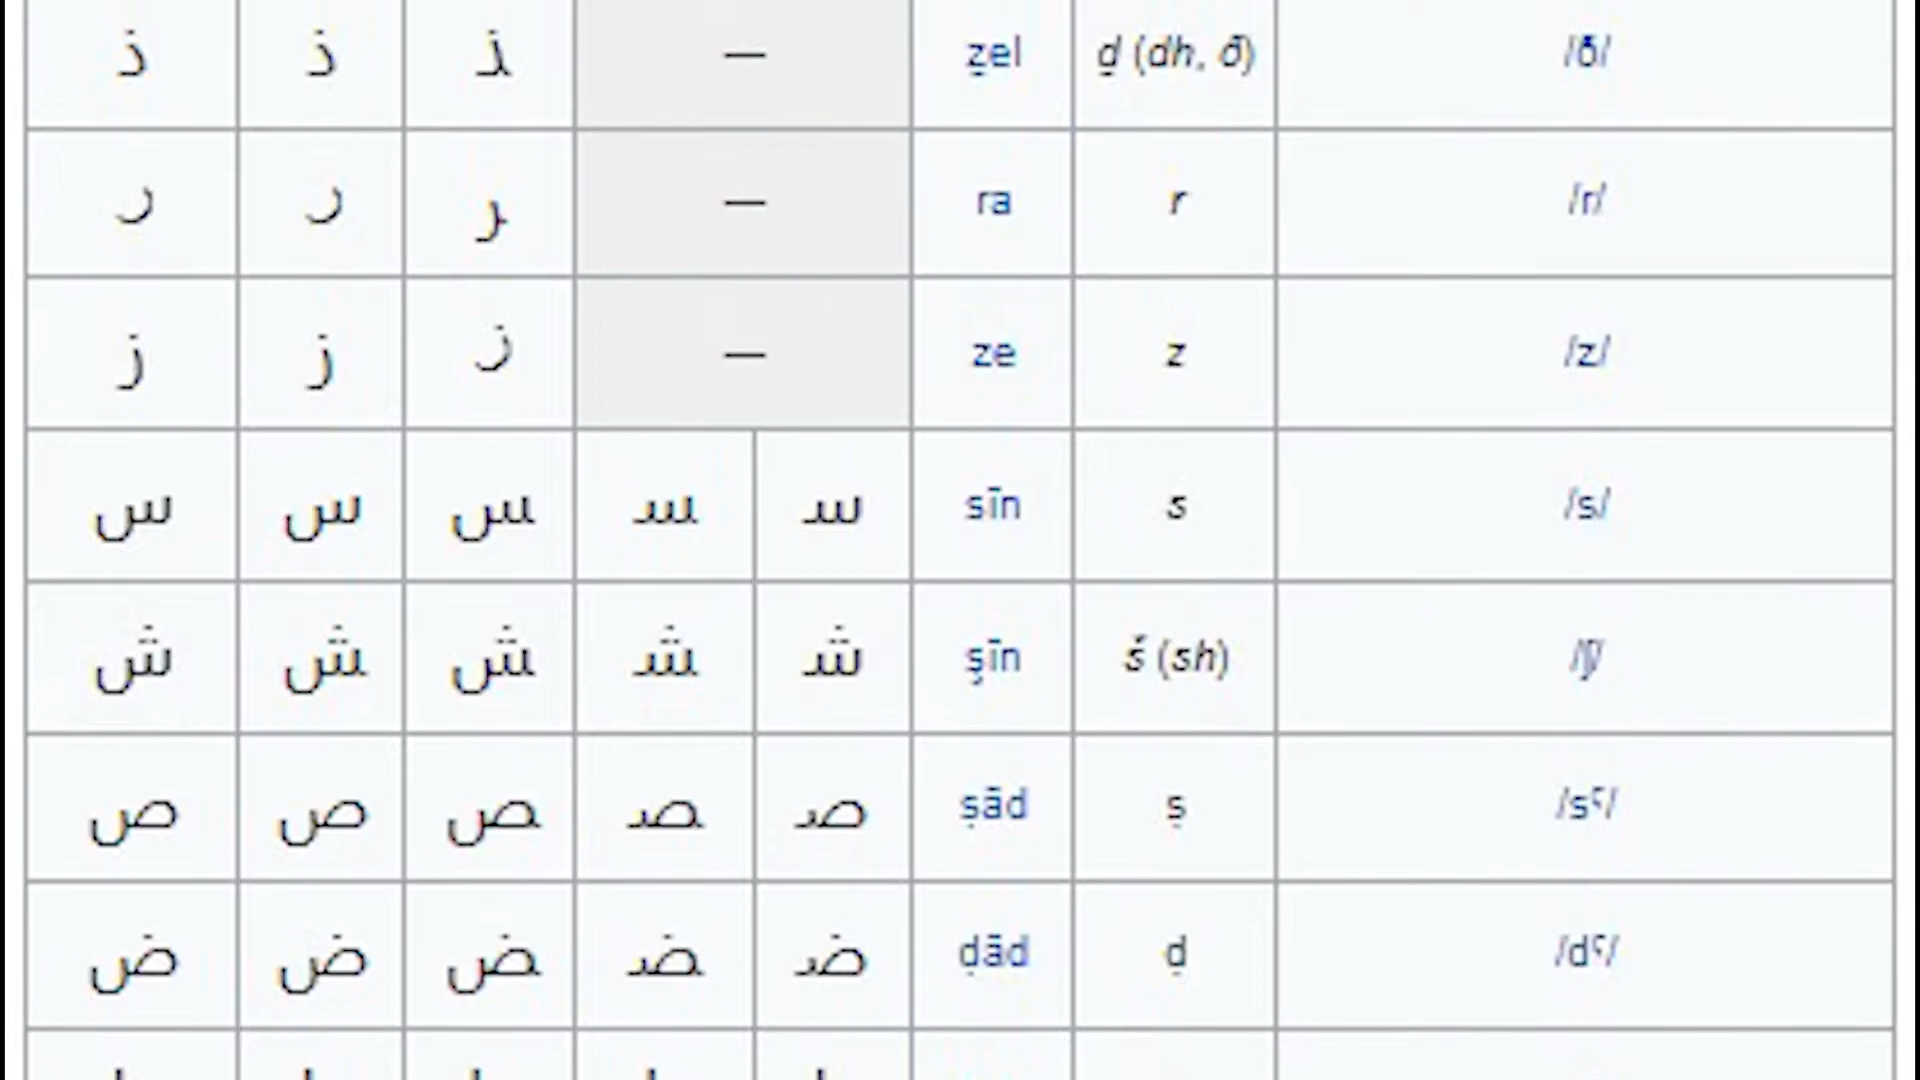 ذ ذ ـذ — ẕel ḏ (dh, ð) /ð/
ر ر ـر — ra r /r/
ز ز ز — ze z /z/
س س ـس ـسـ سـ sīn s /s/
ش ـش ـش ـشـ شـ şīn š (sh) /ʃ/
ص ص ـص ـصـ صـ ṣād ṣ /sˤ/
ض ض ـض ـضـ ضـ ḍād ḍ /dˤ/